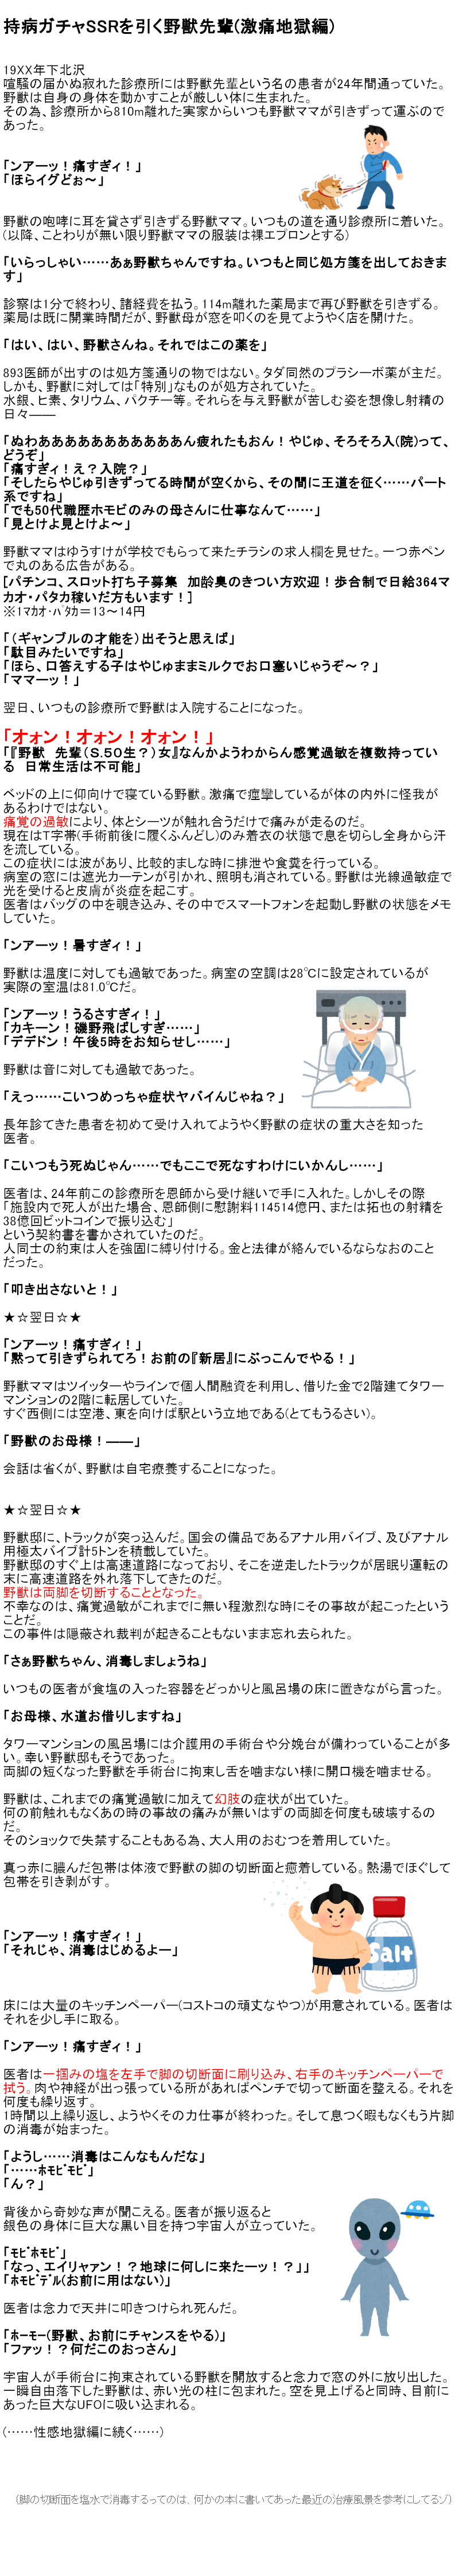 持病ガチャSSRを引く野獣先輩(激痛地獄編)
19XX年下北沢
喧騒の届かぬ寂れた診療所には野獣先輩という名の患者が24年間通っていた。
野獣は自身の身体を動かすことが厳しい体に生まれた。
その為、診療所から810m離れた実家からいつも野獣ママが引きずって運ぶので
あった。
「ンアーッ！痛すぎィ！」
「ほらイグどぉ～」
野獣の咆哮に耳を貸さず引きずる野獣ママ。いつもの道を通り診療所に着いた。
(以降、ことわりが無い限り野獣ママの服装は裸エプロンとする)
「いらっしゃい……あぁ野獣ちゃんですね。いつもと同じ処方箋を出しておきま
す」
診察は1分で終わり、諸経費を払う。114m離れた薬局まで再び野獣を引きずる。
薬局は既に開業時間だが、野獣母が窓を叩くのを見てようやく店を開けた。
「はい、はい、野獣さんね。それではこの薬を」
893医師が出すのは処方箋通りの物ではない。タダ同然のプラシーボ薬が主だ。
しかも、野獣に対しては「特別」なものが処方されていた。
水銀、ヒ素、タリウム、パクチー等。それらを与え野獣が苦しむ姿を想像し射精の
日々――
「ぬわああああああああああああん疲れたもおん！やじゅ、そろそろ入(院)って、
どうぞ」
「痛すぎィ！え？入院？」
「そしたらやじゅ引きずってる時間が空くから、その間に王道を征く……パート
系ですね」
「でも50代職歴ホモビのみの母さんに仕事なんて……」
「見とけよ見とけよ～」
野獣ママはゆうすけが学校でもらって来たチラシの求人欄を見せた。一つ赤ペン
で丸のある広告がある。
[パチンコ、スロット打ち子募集　加齢臭のきつい方歓迎！歩合制で日給364マ
カオ・パタカ稼いだ方もいます！]
※1ﾏｶｵ･ﾊﾟﾀｶ＝13～14円
「(ギャンブルの才能を）出そうと思えば」
「駄目みたいですね」
「ほら、口答えする子はやじゅままミルクでお口塞いじゃうぞ～？」
「ママーッ！」
翌日、いつもの診療所で野獣は入院することになった。
「オォン！オォン！オォン！」
「『野獣　先輩（Ｓ.５０生？）女』なんかようわからん感覚過敏を複数持ってい
る　日常生活は不可能」
ベッドの上に仰向けで寝ている野獣。激痛で痙攣しているが体の内外に怪我が
あるわけではない。
痛覚の過敏により、体とシーツが触れ合うだけで痛みが走るのだ。
現在はT字帯(手術前後に履くふんどし)のみ着衣の状態で息を切らし全身から汗
を流している。
この症状には波があり、比較的ましな時に排泄や食糞を行っている。
病室の窓には遮光カーテンが引かれ、照明も消されている。野獣は光線過敏症で
光を受けると皮膚が炎症を起こす。
医者はバッグの中を覗き込み、その中でスマートフォンを起動し野獣の状態をメモ
していた。
「ンアーッ！暑すぎィ！」
野獣は温度に対しても過敏であった。病室の空調は28℃に設定されているが
実際の室温は81.0℃だ。
「ンアーッ！うるさすぎィ！」
「カキーン！磯野飛ばしすぎ……」
「デデドン！午後5時をお知らせし……」
野獣は音に対しても過敏であった。
「えっ……こいつめっちゃ症状ヤバイんじゃね？」
長年診てきた患者を初めて受け入れてようやく野獣の症状の重大さを知った
医者。
「こいつもう死ぬじゃん……でもここで死なすわけにいかんし……」
医者は、24年前この診療所を恩師から受け継いで手に入れた。しかしその際
「施設内で死人が出た場合、恩師側に慰謝料114514億円、または拓也の射精を
38億回ビットコインで振り込む」
という契約書を書かされていたのだ。
人同士の約束は人を強固に縛り付ける。金と法律が絡んでいるならなおのこと
だった。
「叩き出さないと！」
★☆翌日☆★
「ンアーッ！痛すぎィ！」
「黙って引きずられてろ！お前の『新居』にぶっこんでやる！」
野獣ママはツイッターやラインで個人間融資を利用し、借りた金で2階建てタワー
マンションの2階に転居していた。
すぐ西側には空港、東を向けば駅という立地である(とてもうるさい)。
「野獣のお母様！――」
会話は省くが、野獣は自宅療養することになった。
★☆翌日☆★
野獣邸に、トラックが突っ込んだ。国会の備品であるアナル用バイブ、及びアナル
用極太バイブ計5トンを積載していた。
野獣邸のすぐ上は高速道路になっており、そこを逆走したトラックが居眠り運転の
末に高速道路を外れ落下してきたのだ。
野獣は両脚を切断することとなった。
不幸なのは、痛覚過敏がこれまでに無い程激烈な時にその事故が起こったという
ことだ。
この事件は隠蔽され裁判が起きることもないまま忘れ去られた。
「さぁ野獣ちゃん、消毒しましょうね」
いつもの医者が食塩の入った容器をどっかりと風呂場の床に置きながら言った。
「お母様、水道お借りしますね」
タワーマンションの風呂場には介護用の手術台や分娩台が備わっていることが多
い。幸い野獣邸もそうであった。
両脚の短くなった野獣を手術台に拘束し舌を噛まない様に開口機を噛ませる。
野獣は、これまでの痛覚過敏に加えて幻肢の症状が出ていた。
何の前触れもなくあの時の事故の痛みが無いはずの両脚を何度も破壊するの
だ。
そのショックで失禁することもある為、大人用のおむつを着用していた。
真っ赤に膿んだ包帯は体液で野獣の脚の切断面と癒着している。熱湯でほぐして
包帯を引き剥がす。
「ンアーッ！痛すぎィ！」
「それじゃ、消毒はじめるよー」
Salt
床には大量のキッチンペーパー(コストコの頑丈なやつ)が用意されている。医者は
それを少し手に取る。
「ンアーッ！痛すぎィ！」
医者は一掴みの塩を左手で脚の切断面に刷り込み、右手のキッチンペーパーで
拭う。肉や神経が出っ張っている所があればペンチで切って断面を整える。それを
何度も繰り返す。
1時間以上繰り返し、ようやくその力仕事が終わった。そして息つく暇もなくもう片脚
の消毒が始まった。
「ようし……消毒はこんなもんだな」
「……ﾎﾓﾋﾞﾓﾋﾞ」
「ん？」
背後から奇妙な声が聞こえる。医者が振り返ると
銀色の身体に巨大な黒い目を持つ宇宙人が立っていた。
「ﾓﾋﾞﾎﾓﾋﾞ」
「なっ、エイリャァン！？地球に何しに来たーッ！？」」
「ﾎﾓﾋﾞﾃﾞﾙ(お前に用はない)」
医者は念力で天井に叩きつけられ死んだ。
「ﾎｰﾓｰ(野獣、お前にチャンスをやる)」
「ファッ！？何だこのおっさん」
宇宙人が手術台に拘束されている野獣を開放すると念力で窓の外に放り出した。
一瞬自由落下した野獣は、赤い光の柱に包まれた。空を見上げると同時、目前に
あった巨大なUFOに吸い込まれる。
(……性感地獄編に続く……)
(脚の切断面を塩水で消毒するってのは、何かの本に書いてあった最近の治療風景を参考にしてるゾ)